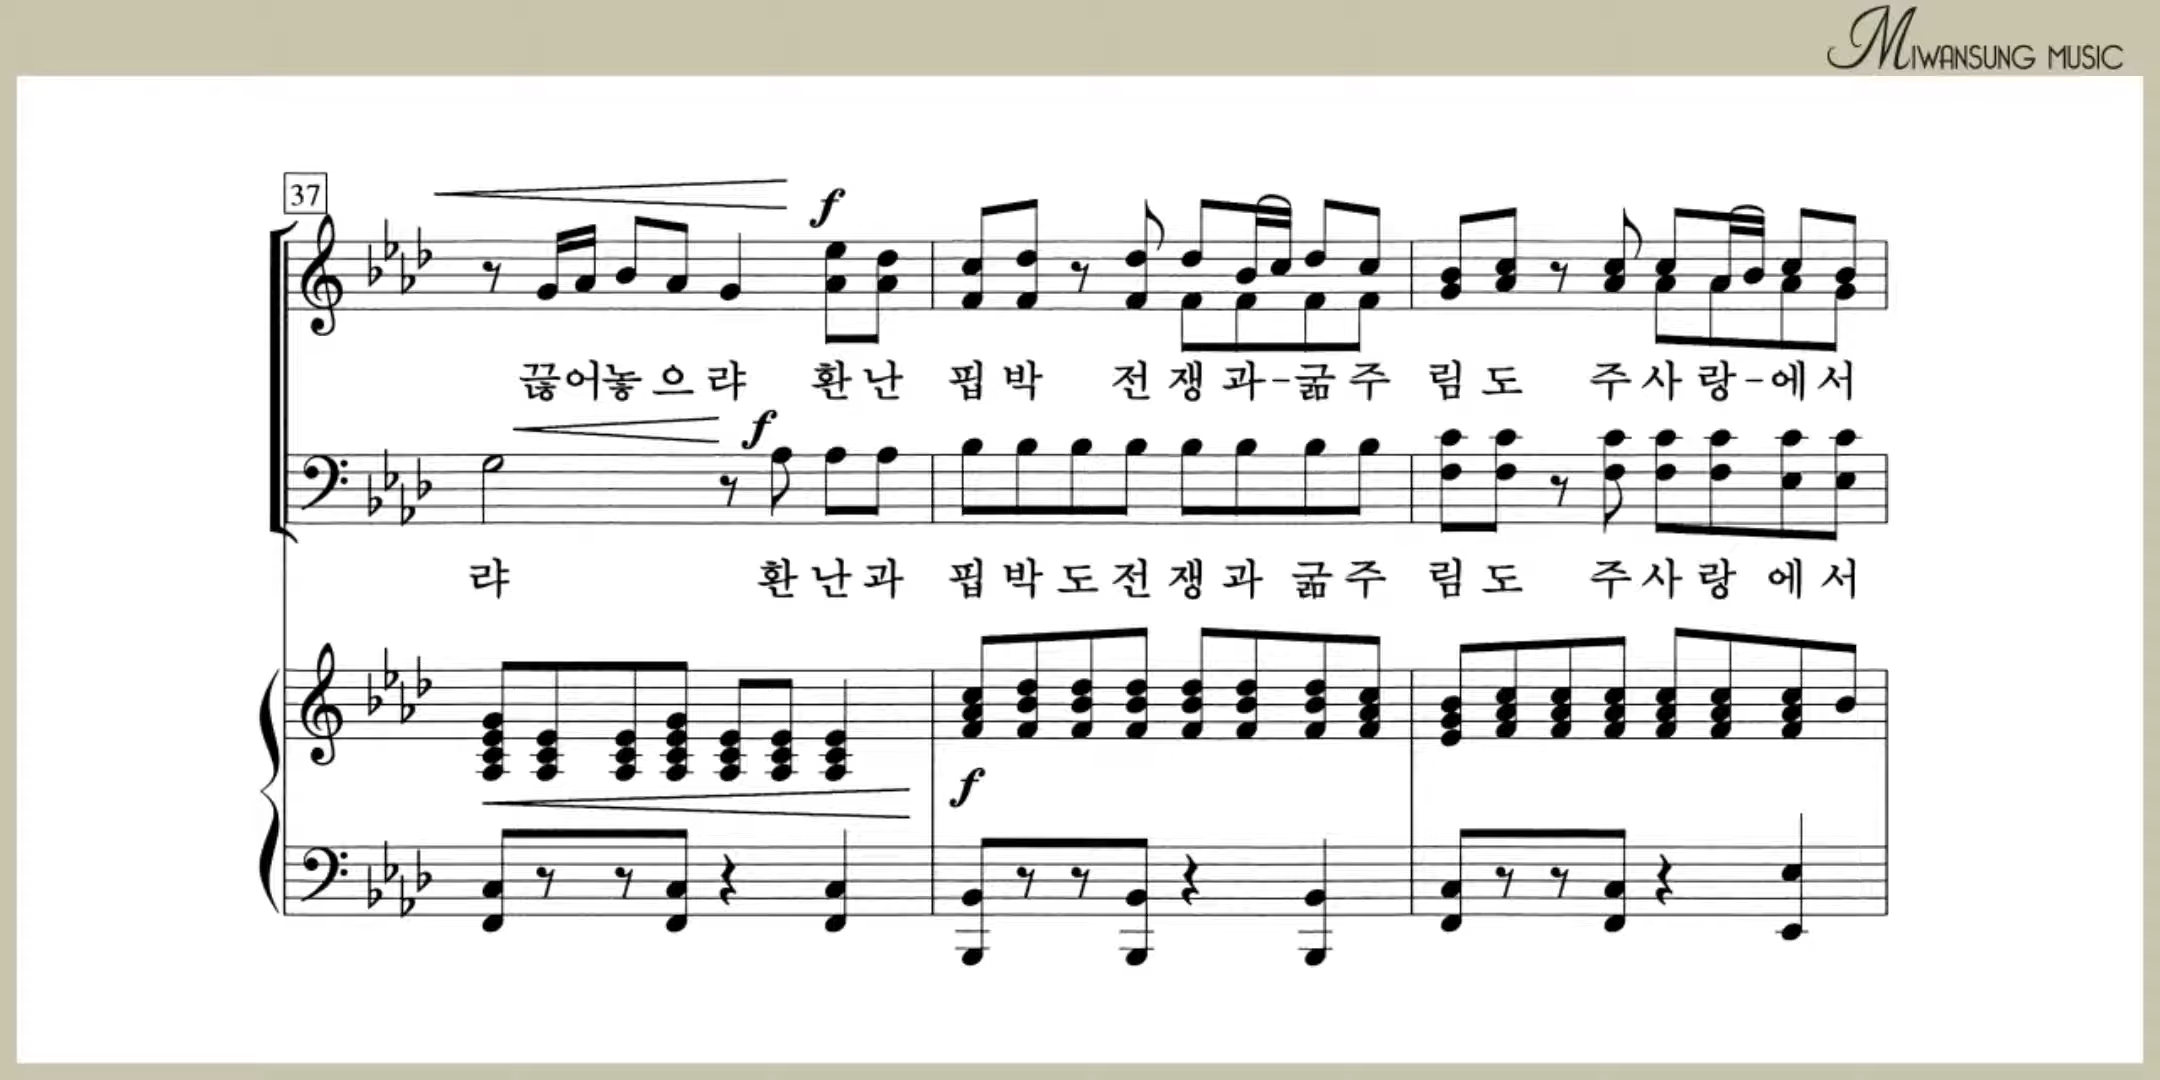 MIWANSUNG MUSIC
37
f
끊어놓으랴 환난 핍박 전쟁과-굶주 림도 주사랑-에서
f
랴 환난과 핍박도전쟁과 굶주 림도 주사랑 에서
f